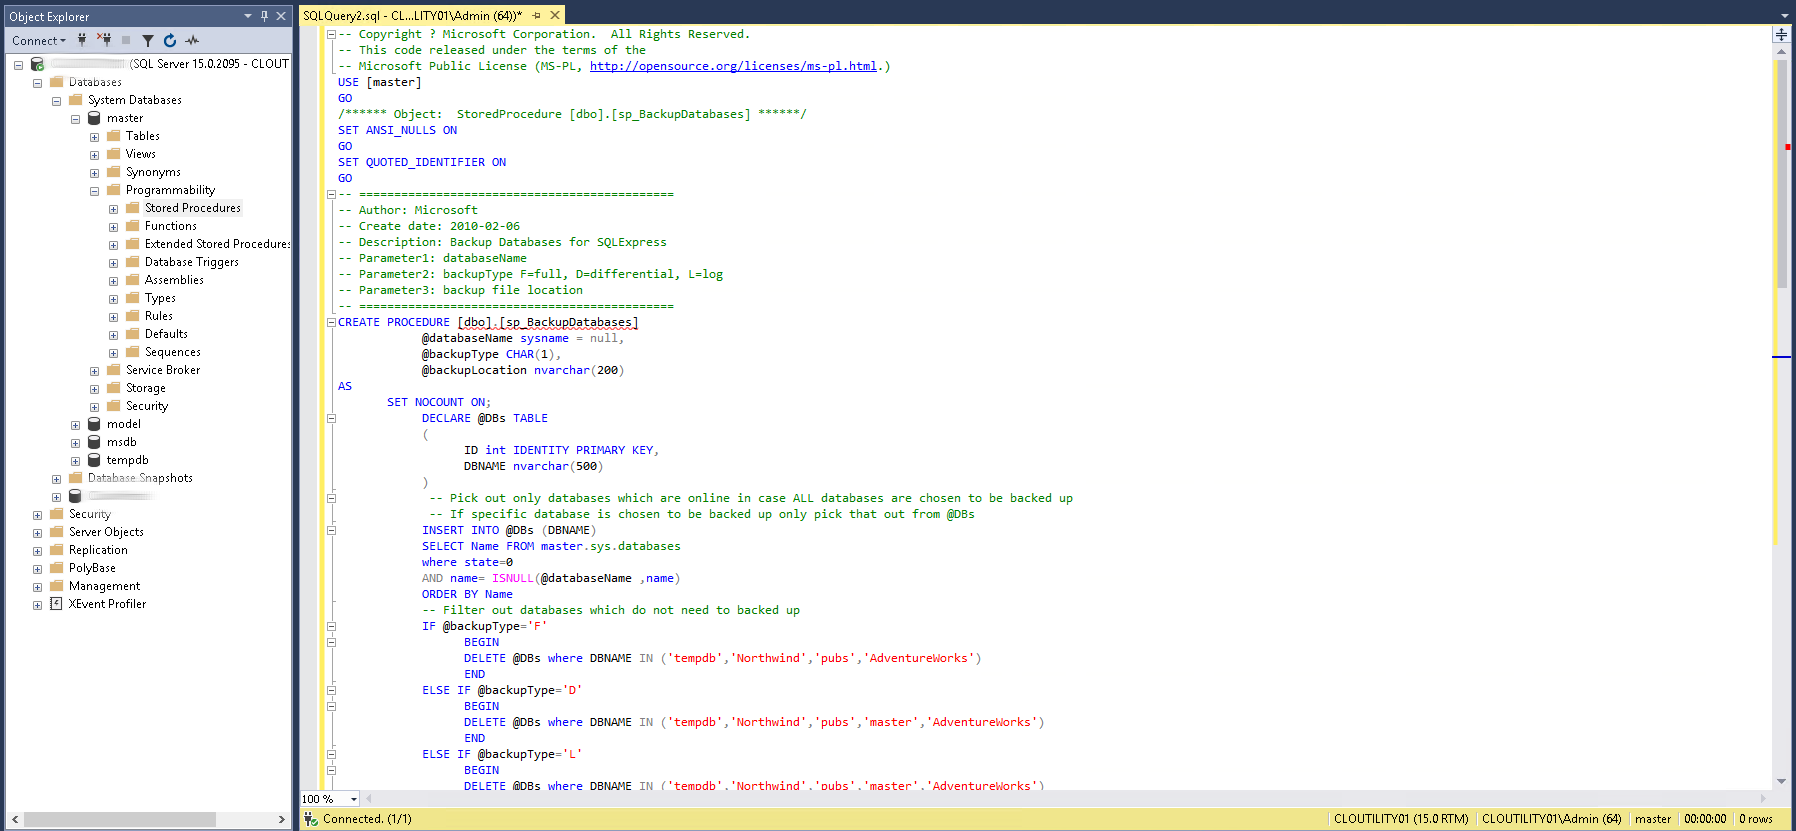 Object Explorer
Connect
(SQL Server 15.0.2095 - CLOUT
Databases
System Databases
master
Tables
Views
Synonyms
Programmability
Stored Procedures
Functions
Extended Stored Procedures
Database Triggers
Assemblies
Types
Rules
Defaults
Sequences
Service Broker
Storage
Security
model
msdb
tempdb
Database Snapshots
Security
Server Objects
Replication
PolyBase
Management
XEvent Profiler
SQLQuery2.sql - CL...LITY01\Admin (64))*
-- Copyright ? Microsoft Corporation.  All Rights Reserved.
-- This code released under the terms of the
-- Microsoft Public License (MS-PL, http://opensource.org/licenses/ms-pl.html.)
USE [master]
GO
/****** Object:  StoredProcedure [dbo].[sp_BackupDatabases] ******/
SET ANSI_NULLS ON
GO
SET QUOTED_IDENTIFIER ON
GO
-- =============================================
-- Author: Microsoft
-- Create date: 2010-02-06
-- Description: Backup Databases for SQLExpress
-- Parameter1: databaseName
-- Parameter2: backupType F=full, D=differential, L=log
-- Parameter3: backup file location
-- =============================================
CREATE PROCEDURE [dbo].[sp_BackupDatabases]
@databaseName sysname = null,
@backupType CHAR(1),
@backupLocation nvarchar(200)
AS
SET NOCOUNT ON;
DECLARE @DBs TABLE
(
ID int IDENTITY PRIMARY KEY,
DBNAME nvarchar(500)
)
-- Pick out only databases which are online in case ALL databases are chosen to be backed up
-- If specific database is chosen to be backed up only pick that out from @DBs
INSERT INTO @DBs (DBNAME)
SELECT Name FROM master.sys.databases
where state=0
AND name= ISNULL(@databaseName ,name)
ORDER BY Name
-- Filter out databases which do not need to backed up
IF @backupType='F'
BEGIN
DELETE @DBs where DBNAME IN ('tempdb','Northwind','pubs','AdventureWorks')
END
ELSE IF @backupType='D'
BEGIN
DELETE @DBs where DBNAME IN ('tempdb','Northwind','pubs','master','AdventureWorks')
END
ELSE IF @backupType='L'
BEGIN
DELETE @DBs where DBNAME IN ('tempdb','Northwind','pubs','master','AdventureWorks')
100 %
Connected. (1/1)
CLOUTILITY01 (15.0 RTM)
CLOUTILITY01\Admin (64)
master
00:00:00
0 rows